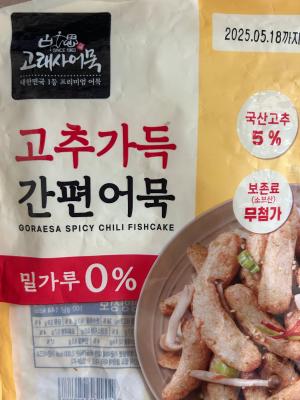 SINCE 1963
고래사어묵
대한민국 1등 프리미엄 어묵
2025.05.18까지
고추가득
간편어묵
GORAESA SPICY CHILI FISHCAKE
밀가루 0%
국산고추
5%
보존료
(소브산)
무첨가